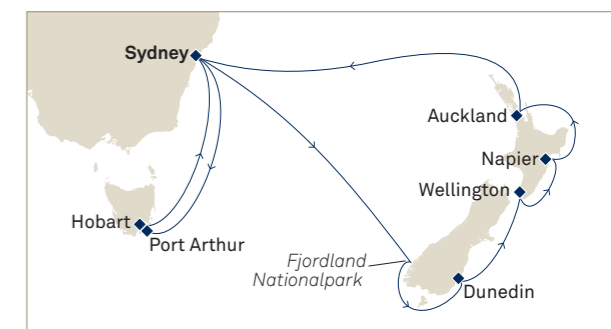 Sydney
Auckland
Napier
Wellington
Hobart
Port Arthur
Fjordland
Nationalpark
Dunedin